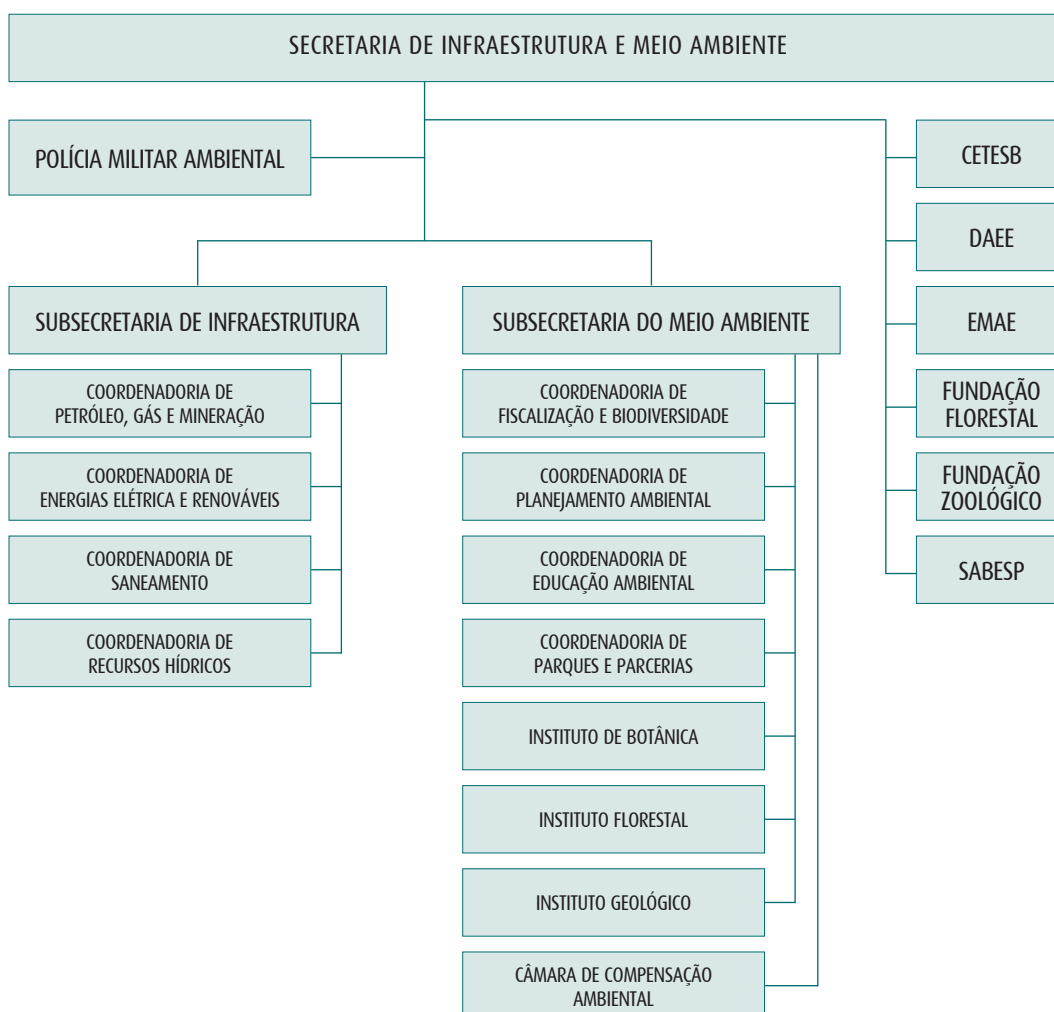 SECRETARIA DE INFRAESTRUTURA E MEIO AMBIENTE
POLÍCIA MILITAR AMBIENTAL
SUBSECRETARIA DE INFRAESTRUTURA
COORDENADORIA DE
PETRÓLEO, GÁS E MINERAÇÃO
COORDENADORIA DE
ENERGIAS ELÉTRICA E RENOVÁVEIS
COORDENADORIA DE
SANEAMENTO
COORDENADORIA DE
RECURSOS HÍDRICOS
SUBSECRETARIA DO MEIO AMBIENTE
COORDENADORIA DE
FISCALIZAÇÃO E BIODIVERSIDADE
COORDENADORIA DE
PLANEJAMENTO AMBIENTAL
COORDENADORIA DE
EDUCAÇÃO AMBIENTAL
COORDENADORIA DE
PARQUES E PARCERIAS
INSTITUTO DE BOTÂNICA
INSTITUTO FLORESTAL
INSTITUTO GEOLÓGICO
CÂMARA DE COMPENSAÇÃO
AMBIENTAL
CETESB
DAEE
EMAE
FUNDAÇÃO
FLORESTAL
FUNDAÇÃO
ZOOLÓGICO
SABESP